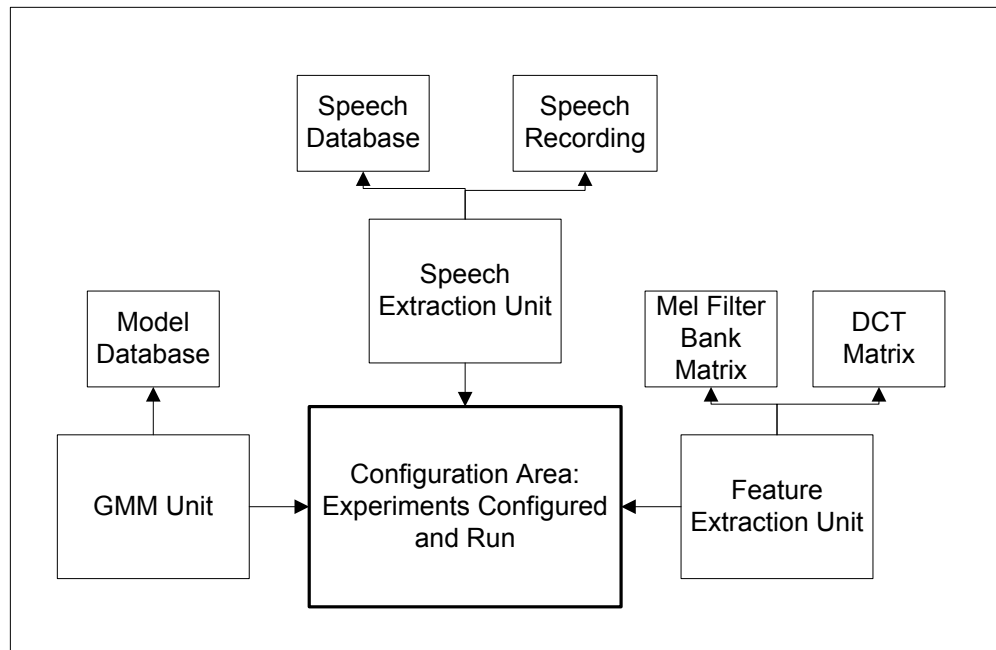 Speech
Database
Speech
Recording
Speech
Extraction Unit
Model
Database
Mel Filter
Bank
Matrix
DCT
Matrix
GMM Unit
Configuration Area:
Experiments Configured
and Run
Feature
Extraction Unit